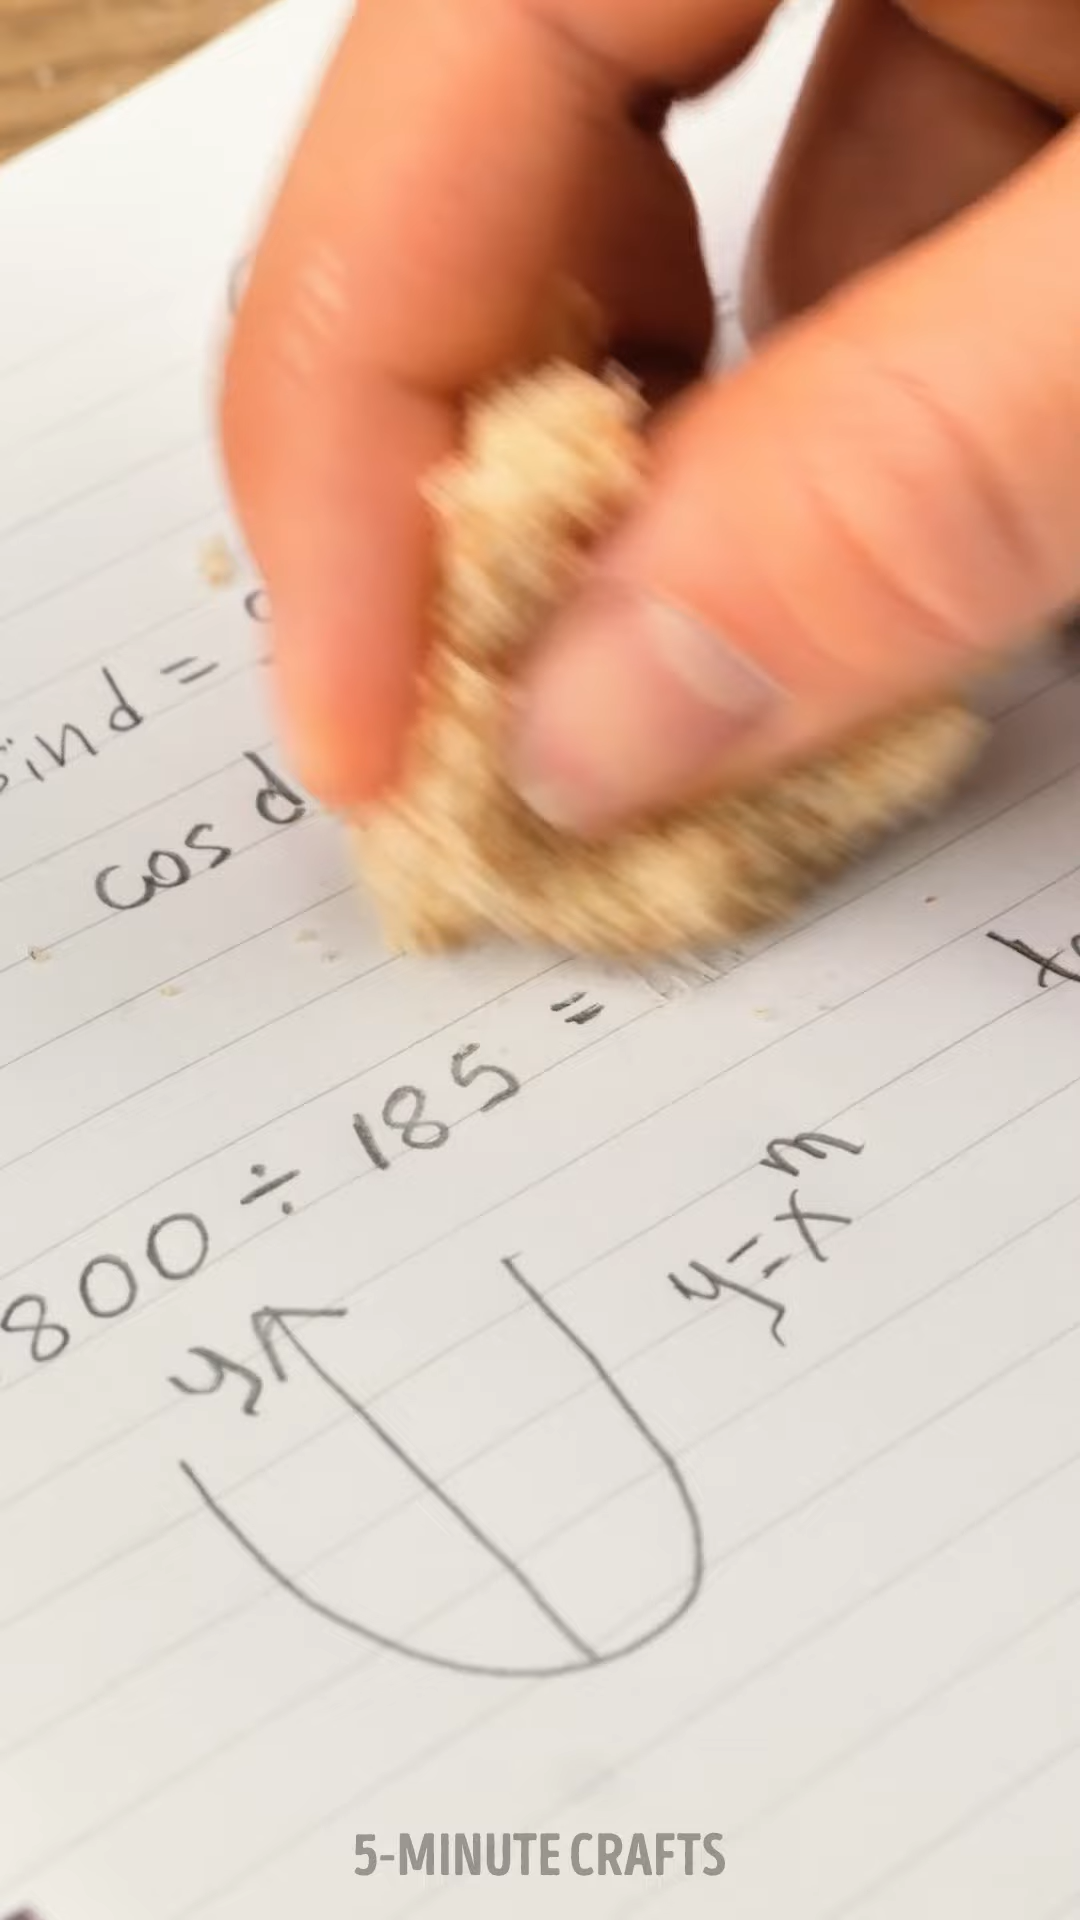 sind =
cos d
800 ÷ 185 =
y = x^m
y
5-MINUTE CRAFTS